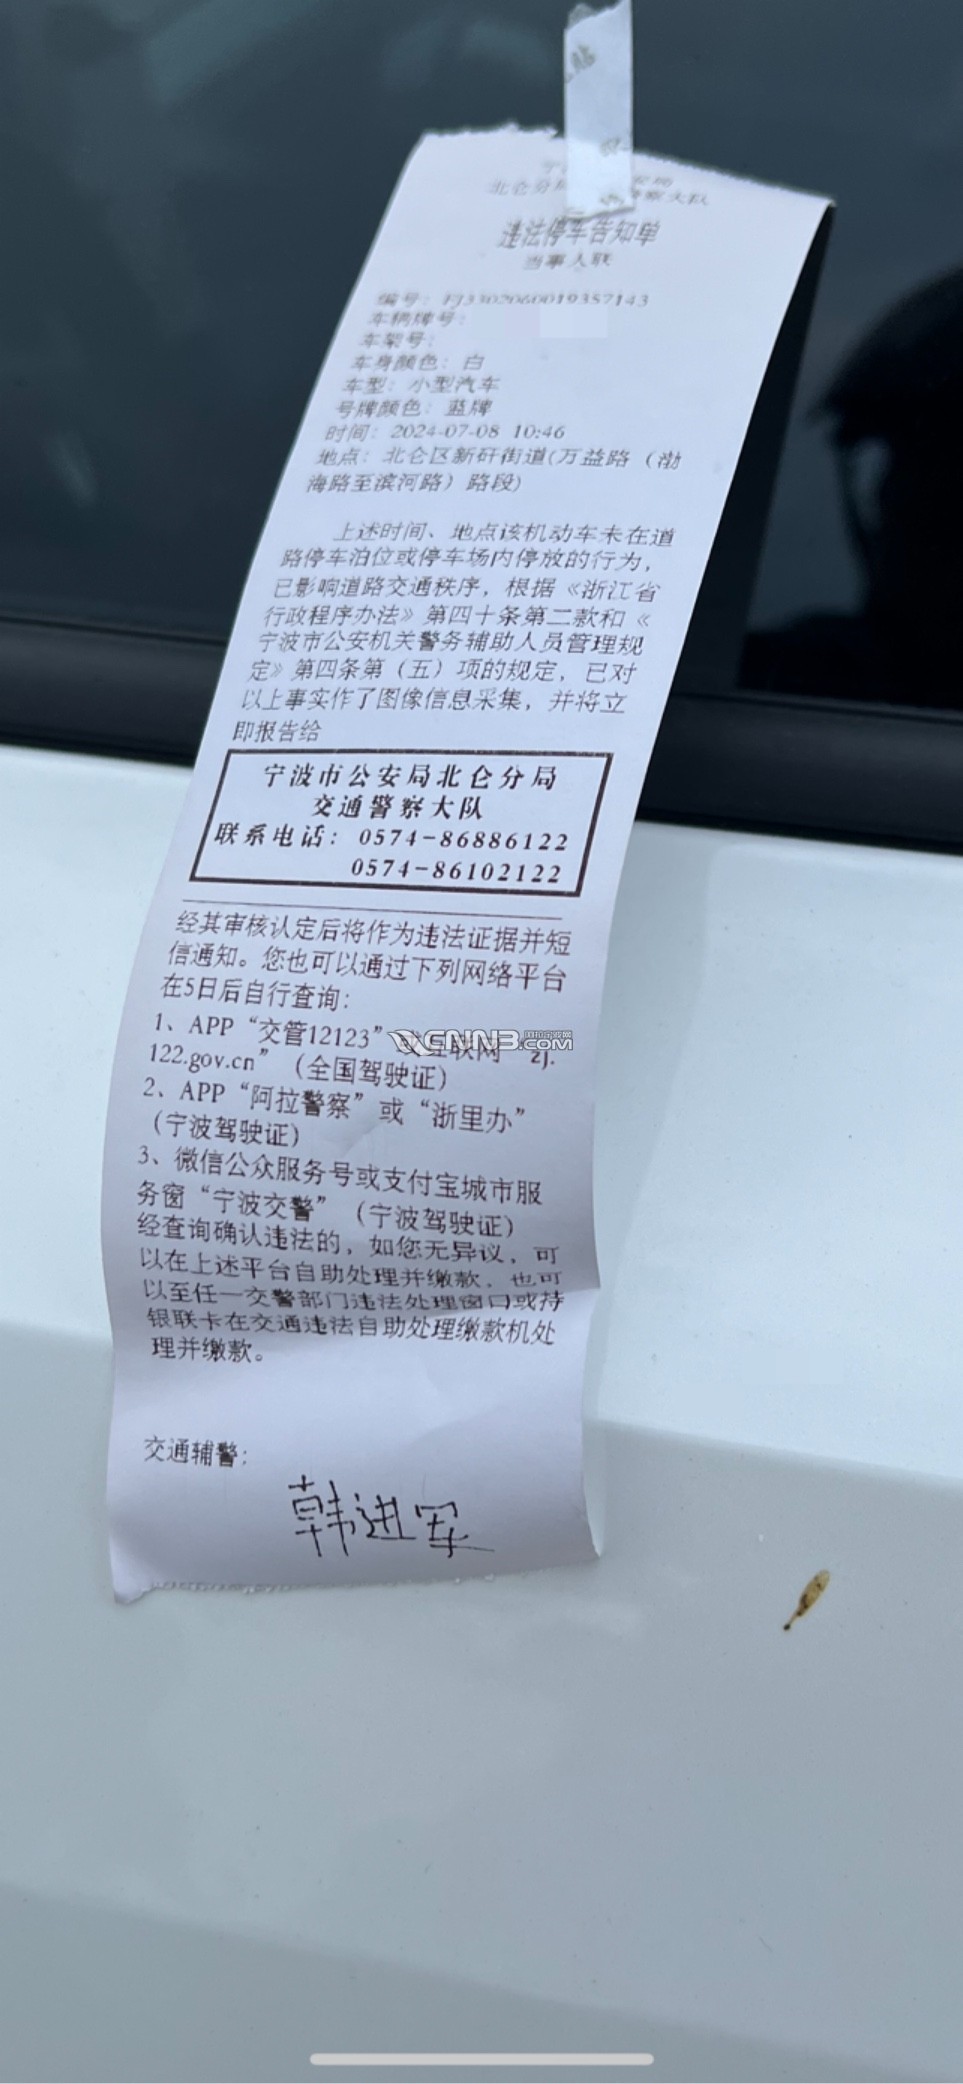 北仑分局 警察大队
违法停车告知单
当事人联
编号：FJ3302060019357143
车辆牌号：
车架号：
车身颜色：白
车型：小型汽车
号牌颜色：蓝牌
时间：2024-07-08 10:46
地点：北仑区新矸街道(万益路（渤
海路至滨河路）路段)
上述时间、地点该机动车未在道
路停车泊位或停车场内停放的行为，
已影响道路交通秩序，根据《浙江省
行政程序办法》第四十条第二款和《
宁波市公安机关警务辅助人员管理规
定》第四条第（五）项的规定，已对
以上事实作了图像信息采集，并将立
即报告给
宁波市公安局北仑分局
交通警察大队
联系电话：0574-86886122
0574-86102122
经其审核认定后将作为违法证据并短
信通知。您也可以通过下列网络平台
在5日后自行查询：
1、APP“交管12123”或互联网“zj.
122.gov.cn”（全国驾驶证）
2、APP“阿拉警察”或“浙里办”
（宁波驾驶证）
3、微信公众服务号或支付宝城市服
务窗“宁波交警”（宁波驾驶证）
经查询确认违法的，如您无异议，可
以在上述平台自助处理并缴款，也可
以至任一交警部门违法处理窗口或持
银联卡在交通违法自助处理缴款机处
理并缴款。
交通辅警：
韩进军
CNNB.COM